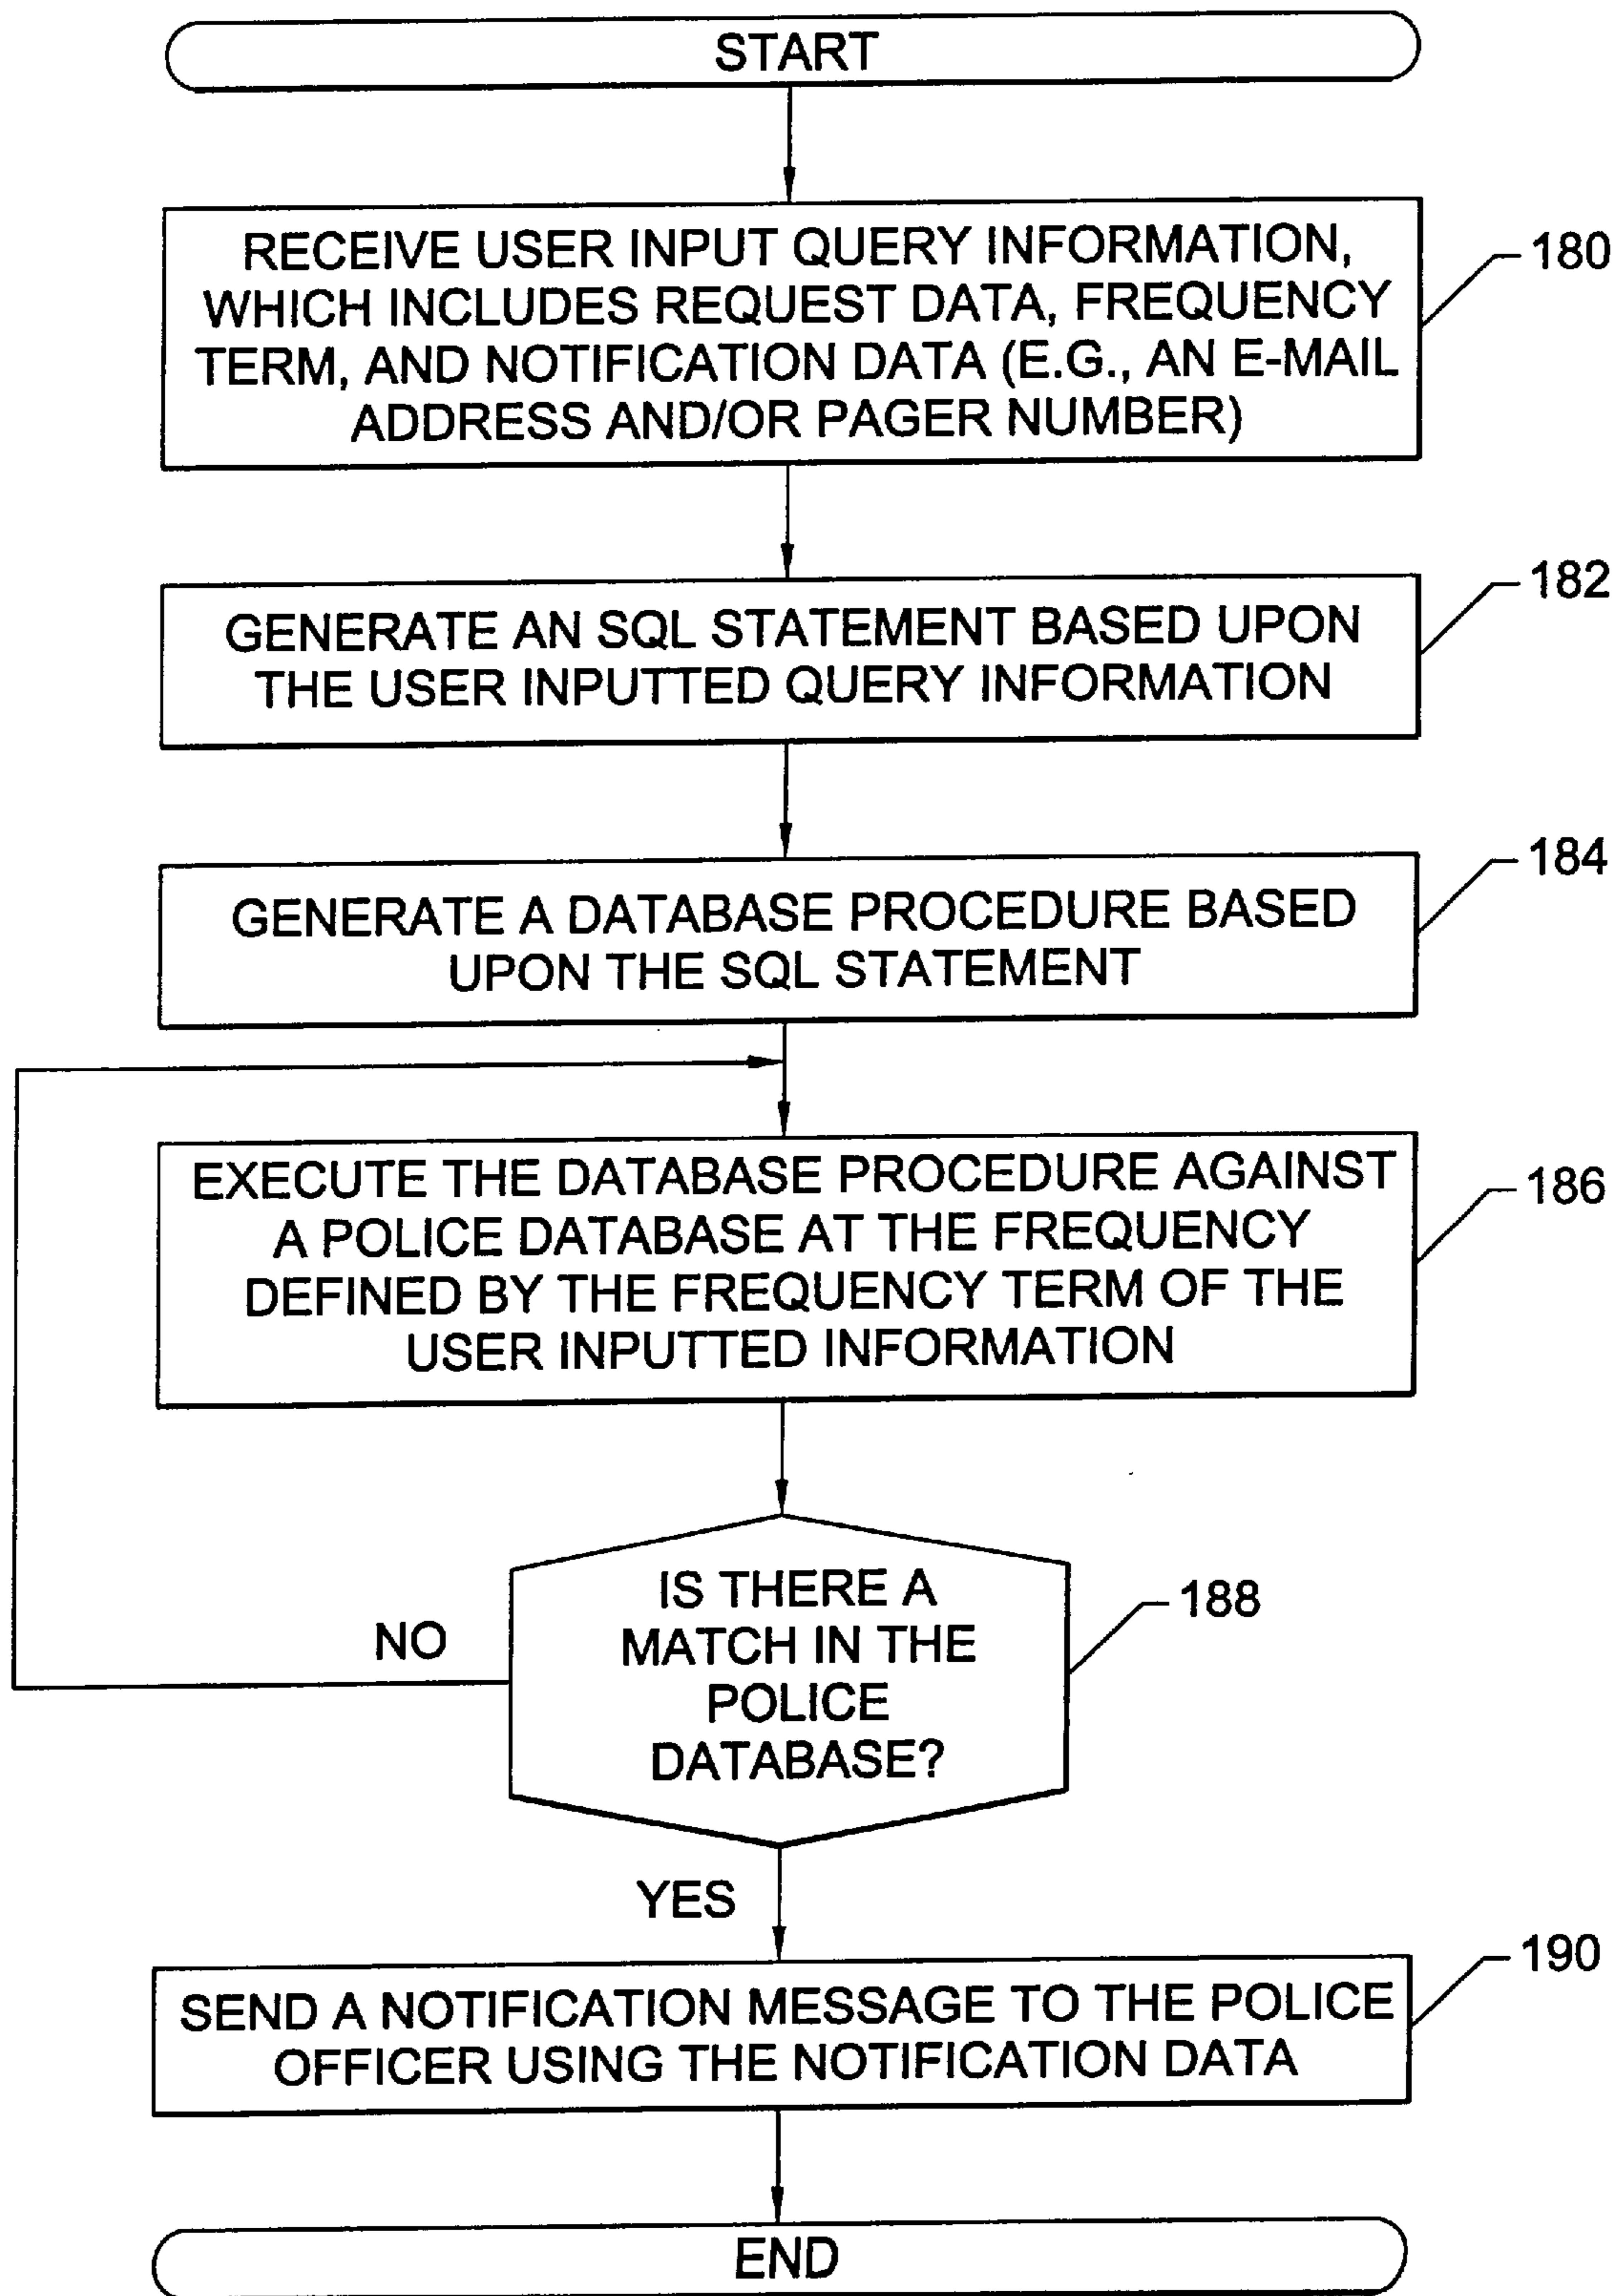 START
RECEIVE USER INPUT QUERY INFORMATION,
WHICH INCLUDES REQUEST DATA, FREQUENCY
TERM, AND NOTIFICATION DATA (E.G., AN E-MAIL
ADDRESS AND/OR PAGER NUMBER)
180
GENERATE AN SQL STATEMENT BASED UPON
THE USER INPUTTED QUERY INFORMATION
182
GENERATE A DATABASE PROCEDURE BASED
UPON THE SQL STATEMENT
184
EXECUTE THE DATABASE PROCEDURE AGAINST
A POLICE DATABASE AT THE FREQUENCY
DEFINED BY THE FREQUENCY TERM OF THE
USER INPUTTED INFORMATION
186
IS THERE A
MATCH IN THE
POLICE
DATABASE?
188
NO
YES
SEND A NOTIFICATION MESSAGE TO THE POLICE
OFFICER USING THE NOTIFICATION DATA
190
END